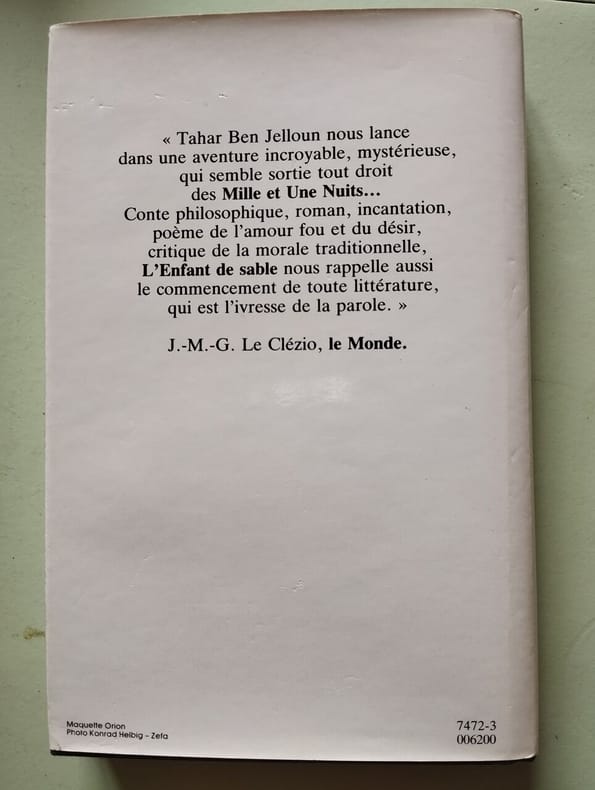 « Tahar Ben Jelloun nous lance
dans une aventure incroyable, mystérieuse,
qui semble sortie tout droit
des Mille et Une Nuits...
Conte philosophique, roman, incantation,
poème de l'amour fou et du désir,
critique de la morale traditionnelle,
L'Enfant de sable nous rappelle aussi
le commencement de toute littérature,
qui est l'ivresse de la parole. »
J.-M.-G. Le Clézio, le Monde.
Maquette Orion
Photo Konrad Helbig – Zefa
7472-3
006200